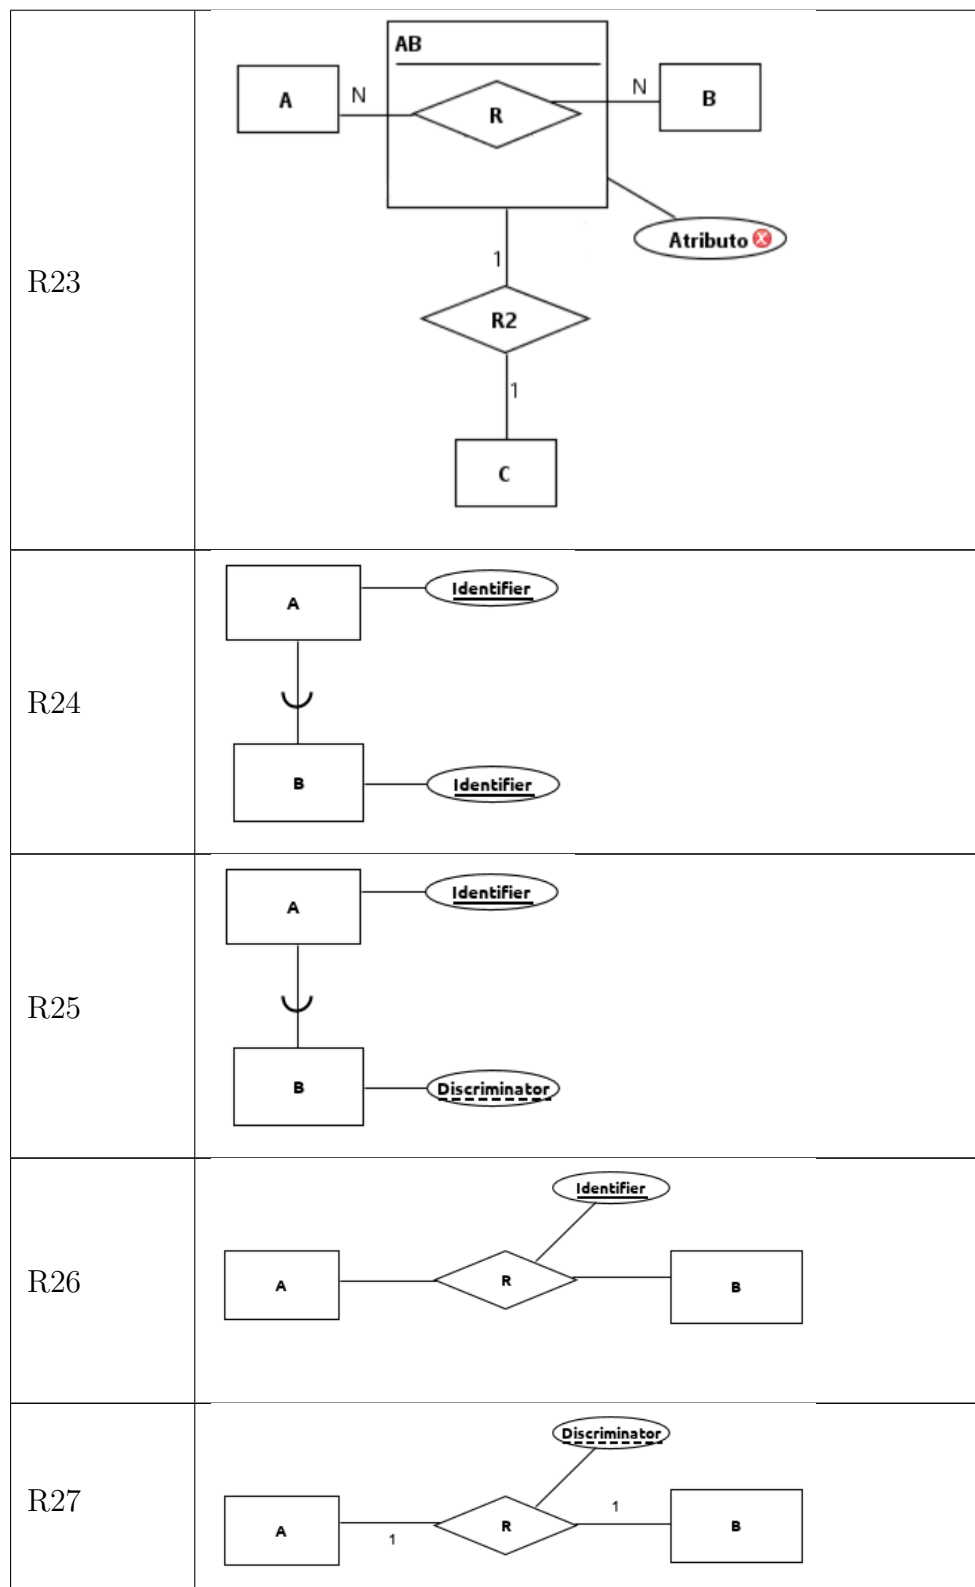 R23
AB
A
N
R
N
B
Atributo
1
R2
1
C
R24
A
Identifier
B
Identifier
R25
A
Identifier
B
Discriminator
R26
Identifier
A
R
B
R27
Discriminator
A
1
R
1
B